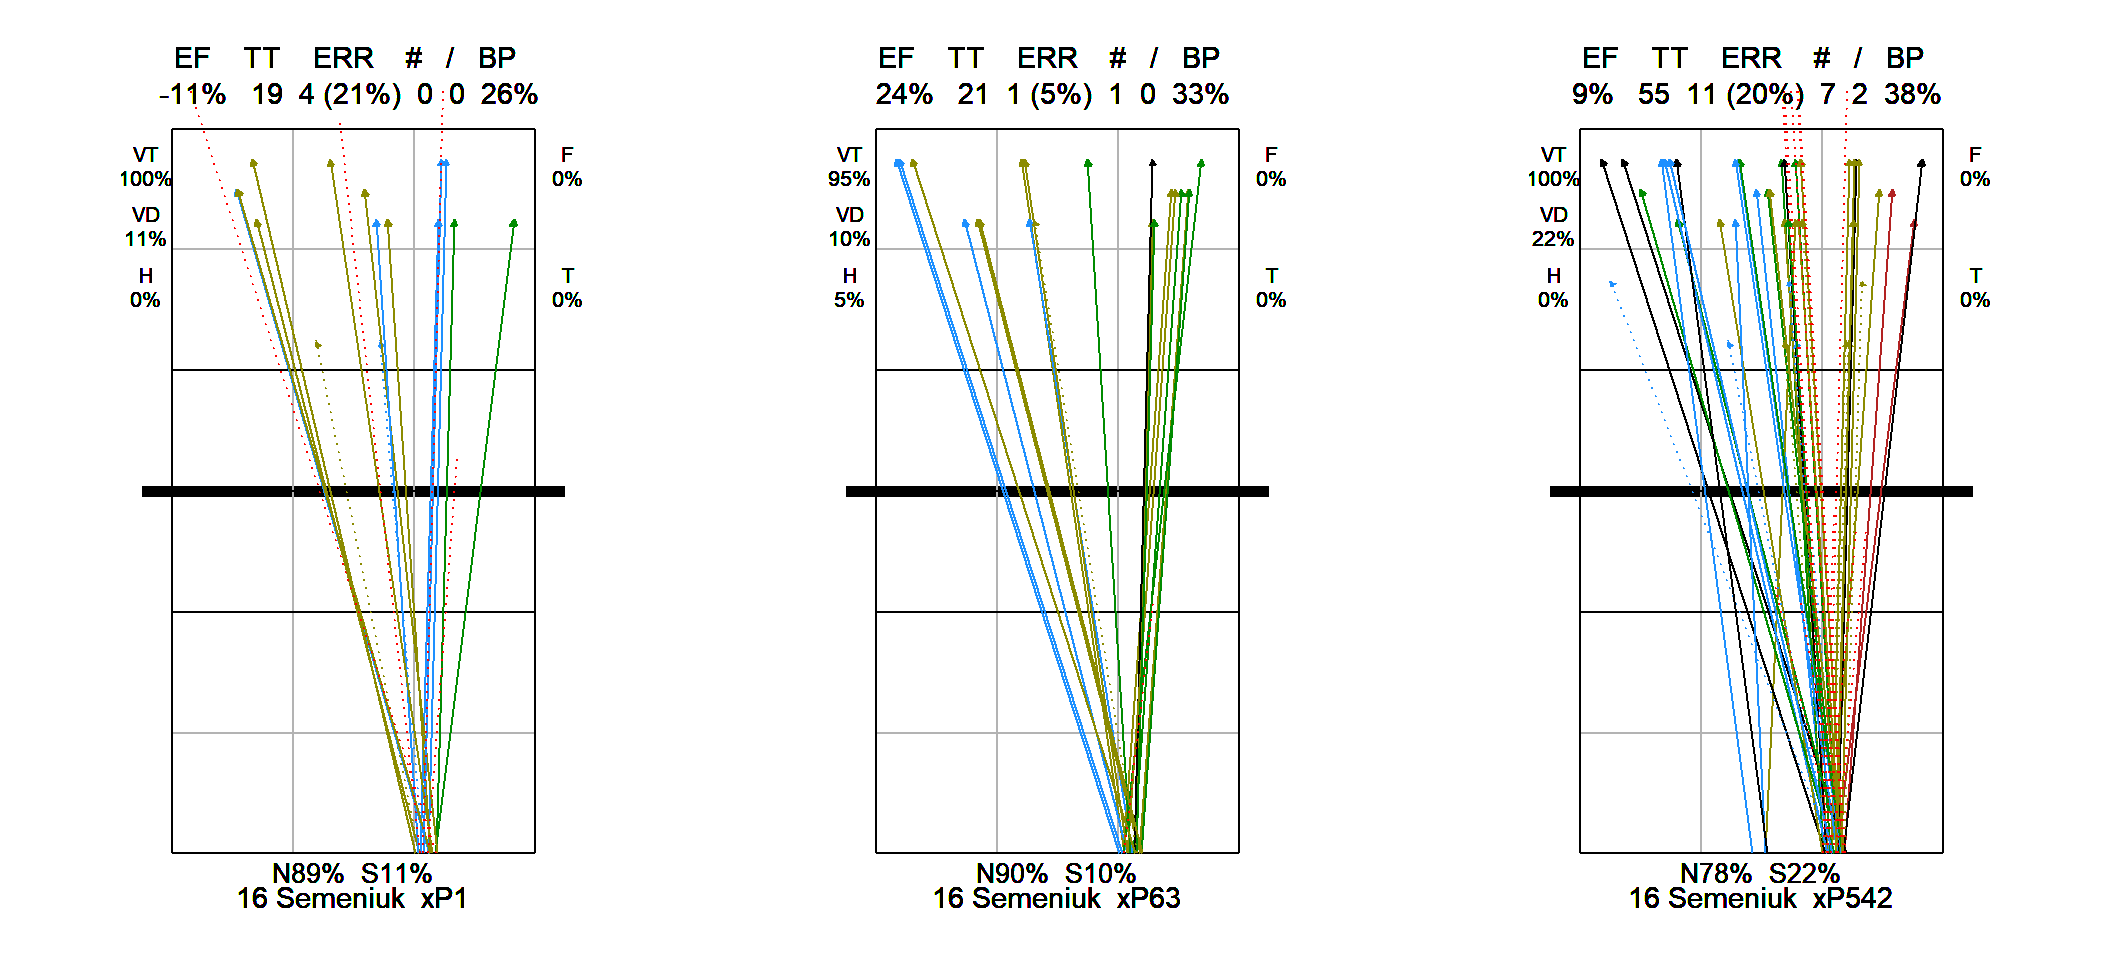 EF TT ERR # / BP
-11% 19 4 (21%) 0 0 26%
VT
100%
VD
11%
H
0%
F
0%
T
0%
N89% S11%
16 Semeniuk xP1
EF TT ERR # / BP
24% 21 1 (5%) 1 0 33%
VT
95%
VD
10%
H
5%
F
0%
T
0%
N90% S10%
16 Semeniuk xP63
EF TT ERR # / BP
9% 55 11 (20%) 7 2 38%
VT
100%
VD
22%
H
0%
F
0%
T
0%
N78% S22%
16 Semeniuk xP542